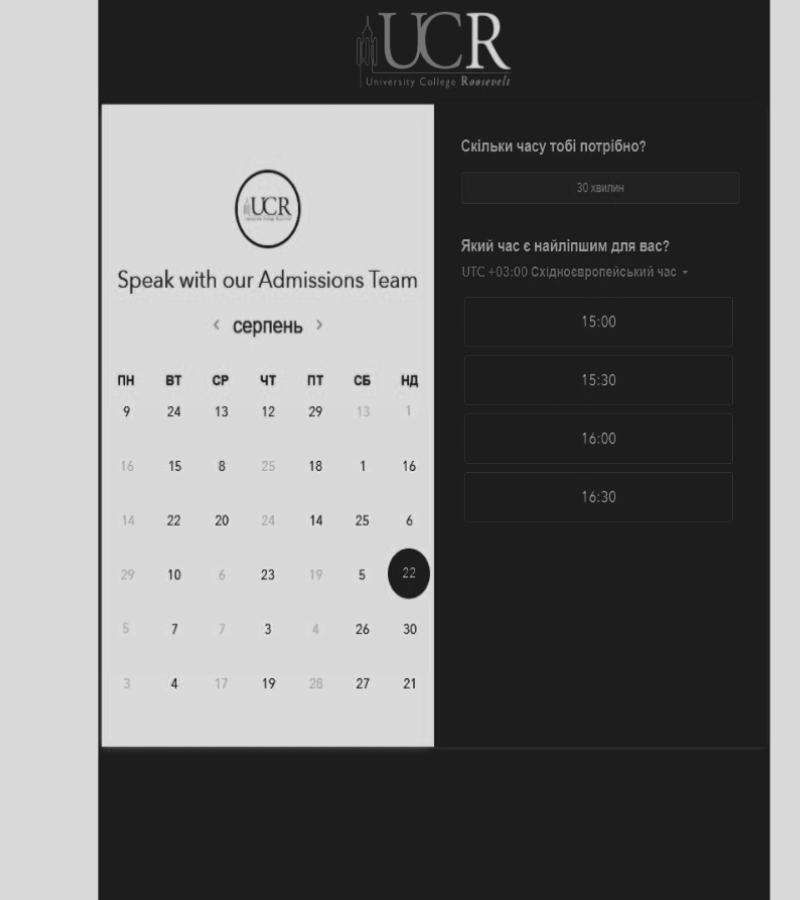 UCR
University College Roosevelt
UCR
Speak with our Admissions Team
‹ серпень ›
ПН ВТ СР ЧТ ПТ СБ НД
9 24 13 12 29 13 1
16 15 8 25 18 1 16
14 22 20 24 14 25 6
29 10 6 23 19 5 22
5 7 7 3 4 26 30
3 4 17 19 28 27 21
Скільки часу тобі потрібно?
30 хвилин
Який час є найліпшим для вас?
UTC +03:00 Східноєвропейський час
15:00
15:30
16:00
16:30